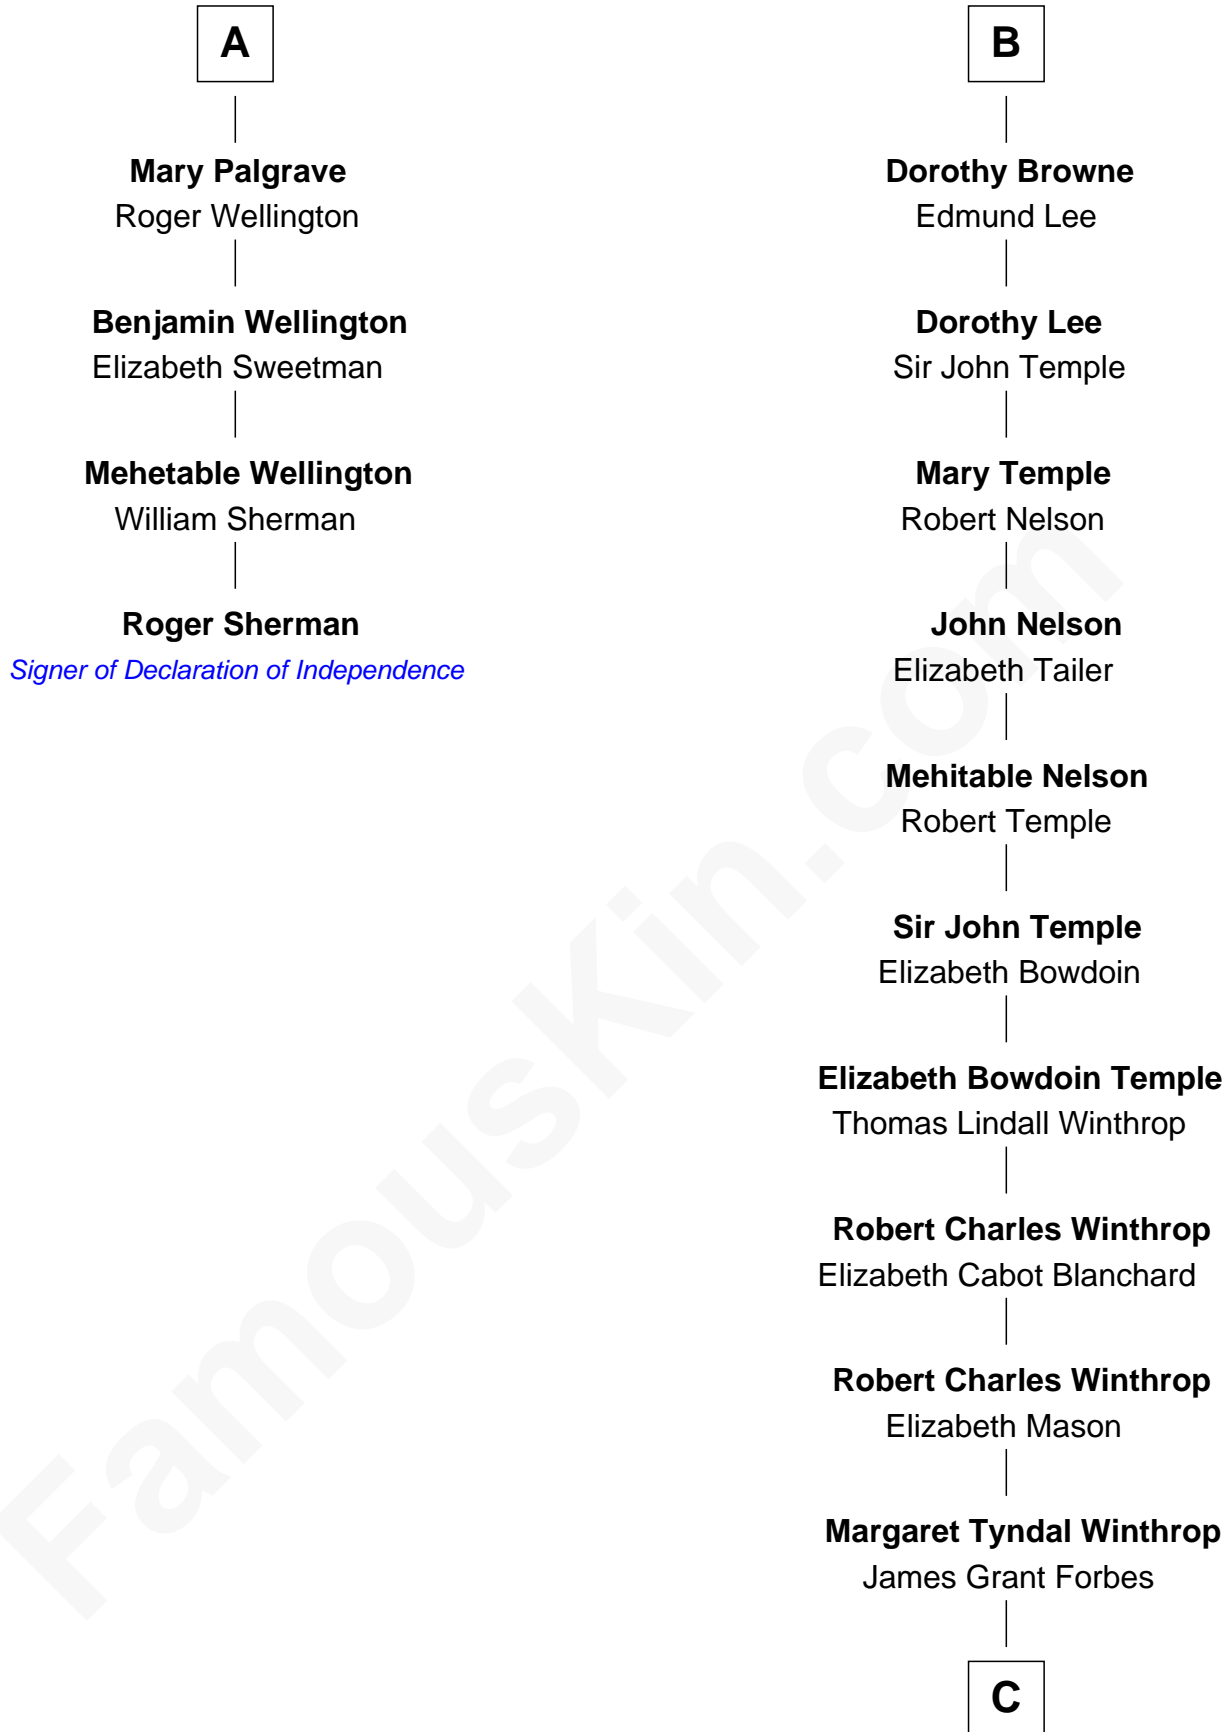 A
Mary Palgrave
Roger Wellington
Benjamin Wellington
Elizabeth Sweetman
Mehetable Wellington
William Sherman
Roger Sherman
Signer of Declaration of Independence
B
Dorothy Browne
Edmund Lee
Dorothy Lee
Sir John Temple
Mary Temple
Robert Nelson
John Nelson
Elizabeth Tailer
Mehitable Nelson
Robert Temple
Sir John Temple
Elizabeth Bowdoin
Elizabeth Bowdoin Temple
Thomas Lindall Winthrop
Robert Charles Winthrop
Elizabeth Cabot Blanchard
Robert Charles Winthrop
Elizabeth Mason
Margaret Tyndal Winthrop
James Grant Forbes
C
FamousKin.com